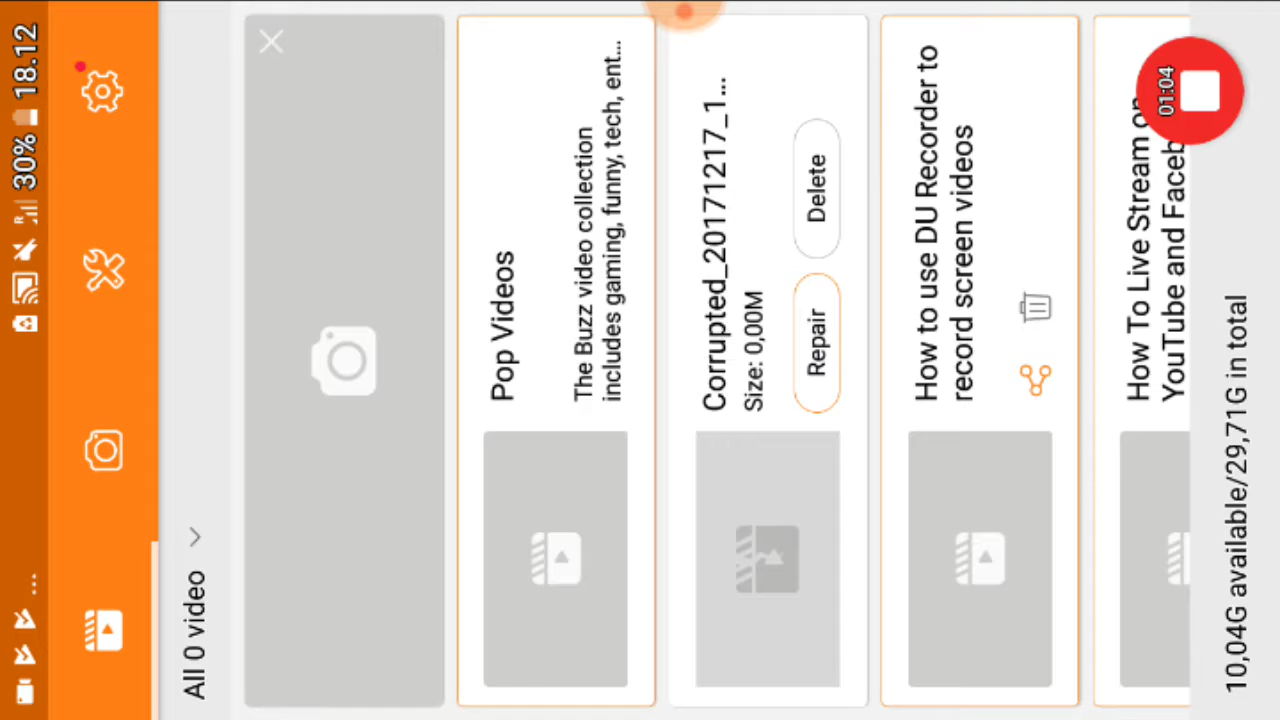 30% 18.12
All 0 video
Pop Videos
The Buzz video collection
includes gaming, funny, tech, ent...
Corrupted_20171217_1...
Size: 0,00M
Repair
Delete
How to use DU Recorder to
record screen videos
How To Live Stream on
YouTube and Faceb
01:04
10,04G available/29,71G in total